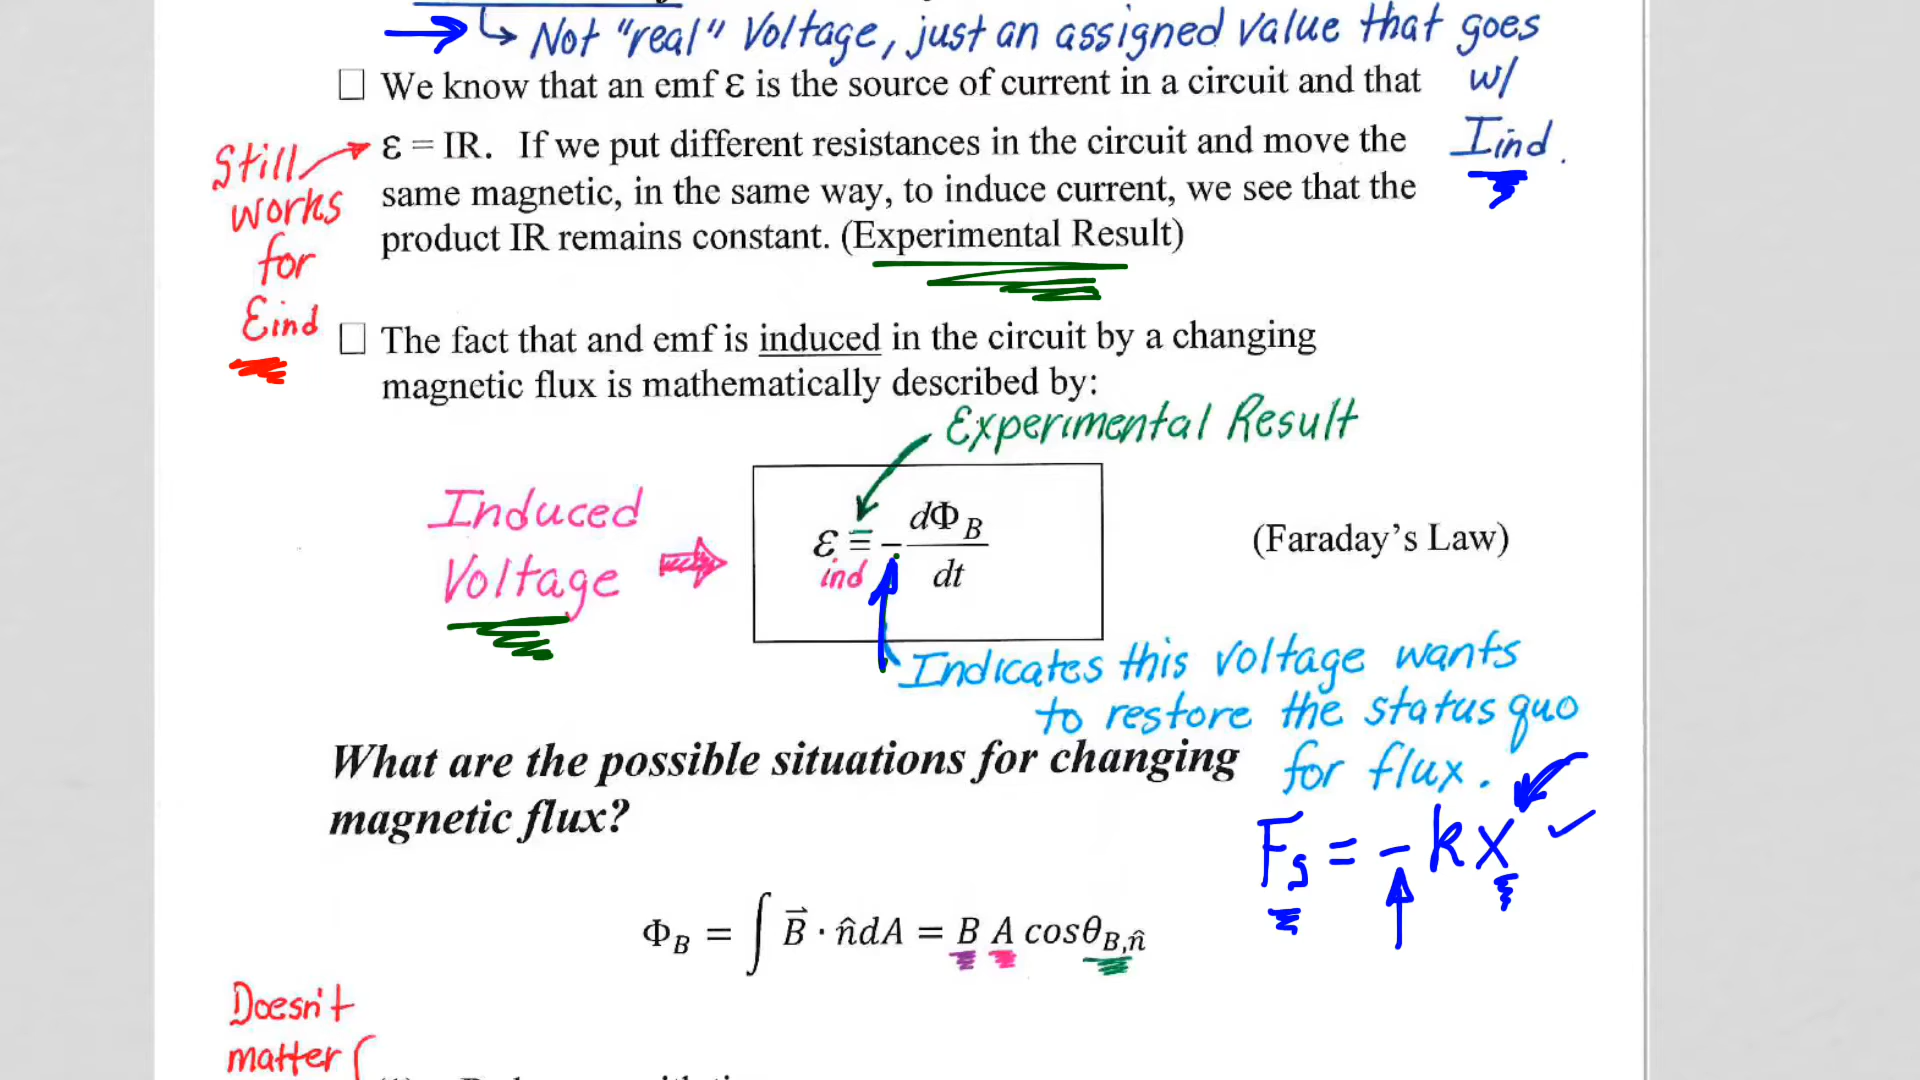 Not "real" Voltage, just an assigned value that goes
w/
Iind.
□ We know that an emf ε is the source of current in a circuit and that
ε = IR. If we put different resistances in the circuit and move the
same magnetic, in the same way, to induce current, we see that the
product IR remains constant. (Experimental Result)
Still
works
for
εind
□ The fact that and emf is induced in the circuit by a changing
magnetic flux is mathematically described by:
Experimental Result
Induced
Voltage
ε ind = - dΦ_B / dt
(Faraday's Law)
Indicates this voltage wants
to restore the status quo
for flux.
What are the possible situations for changing
magnetic flux?
Fs = -kx ✓
Φ_B = ∫ B⃗ · n̂dA = B A cosθ_B,n̂
Doesn't
matter